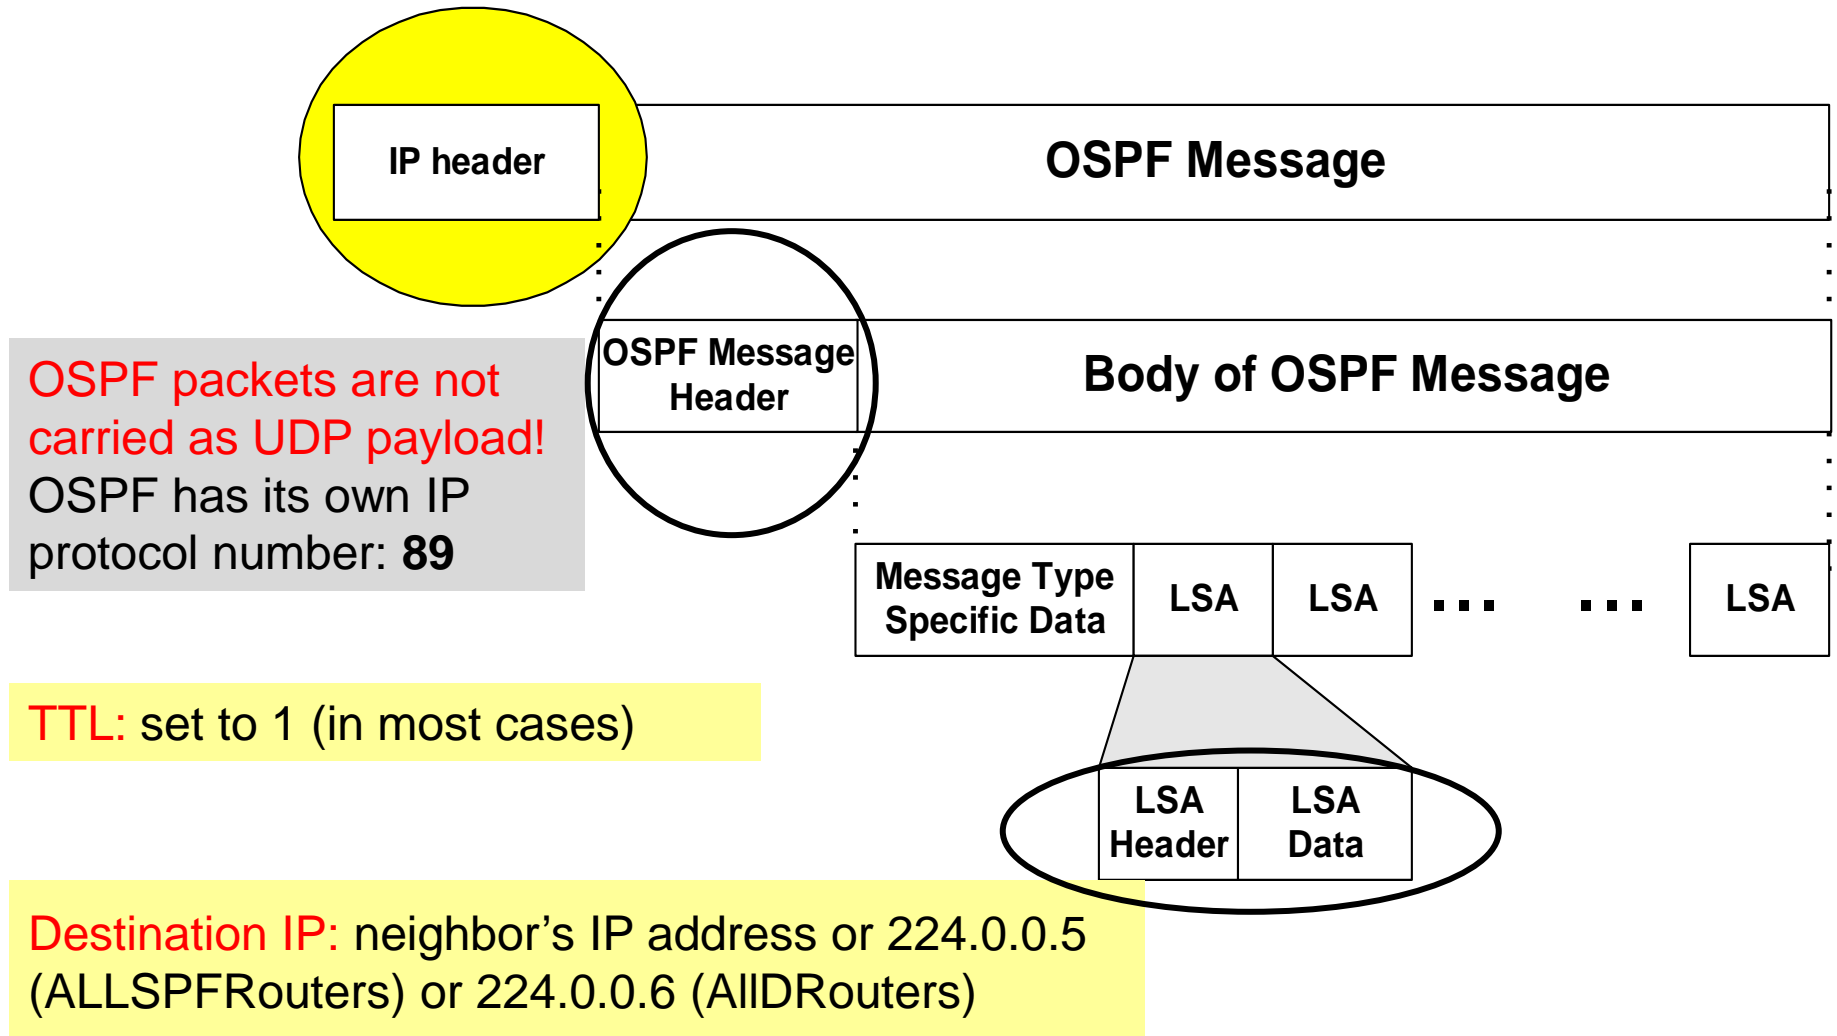 IP header
OSPF Message
OSPF Message
Header
Body of OSPF Message
OSPF packets are not
carried as UDP payload!
OSPF has its own IP
protocol number: 89
Message Type
Specific Data
LSA
LSA
... ...
LSA
TTL: set to 1 (in most cases)
LSA
Header
LSA
Data
Destination IP: neighbor’s IP address or 224.0.0.5
(ALLSPFRouters) or 224.0.0.6 (AllDRouters)